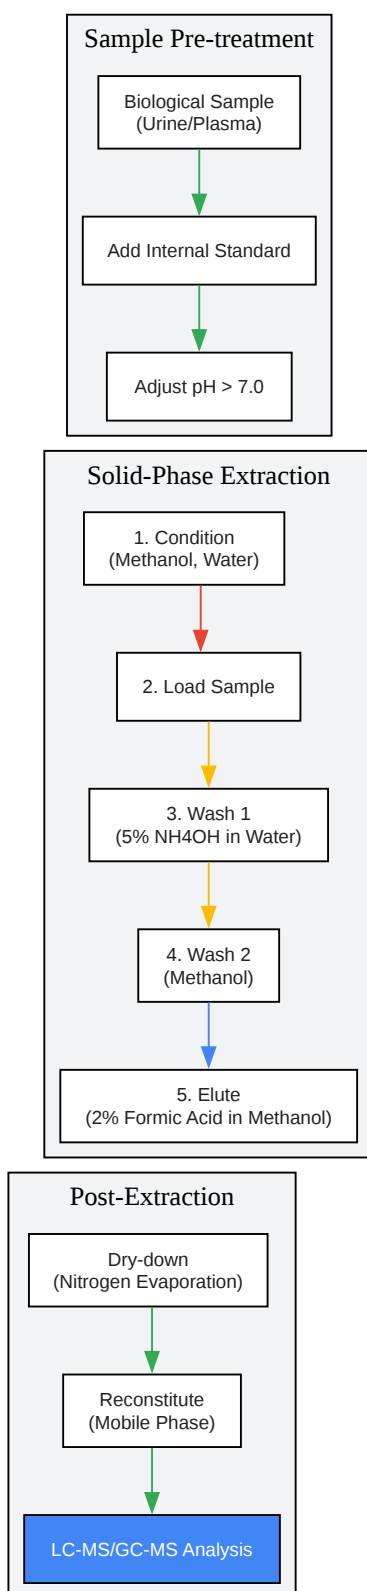 Sample Pre-treatment
Biological Sample
(Urine/Plasma)
Add Internal Standard
Adjust pH > 7.0
Solid-Phase Extraction
1. Condition
(Methanol, Water)
2. Load Sample
3. Wash 1
(5% NH4OH in Water)
4. Wash 2
(Methanol)
5. Elute
(2% Formic Acid in Methanol)
Post-Extraction
Dry-down
(Nitrogen Evaporation)
Reconstitute
(Mobile Phase)
LC-MS/GC-MS Analysis